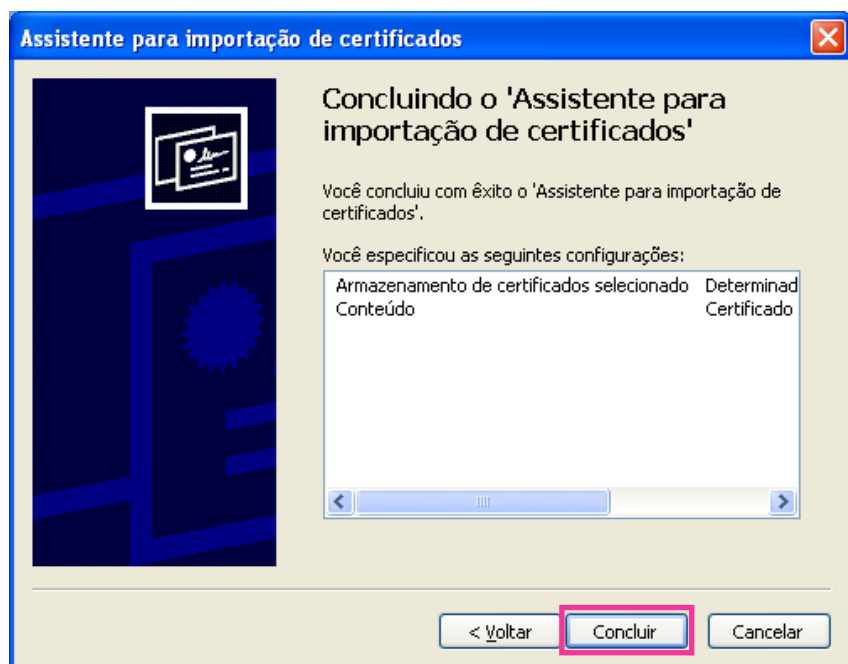 Assistente para importação de certificados
Concluindo o 'Assistente para
importação de certificados'
Você concluiu com êxito o 'Assistente para importação de
certificados'.
Você especificou as seguintes configurações:
Armazenamento de certificados selecionado Determinad
Conteúdo Certificado
< Voltar Concluir Cancelar